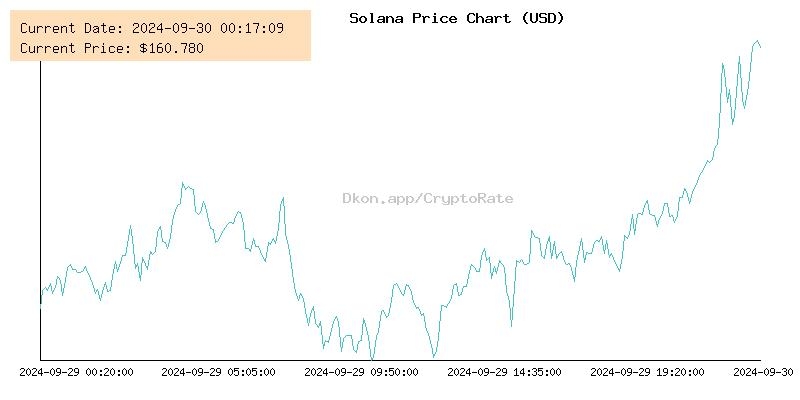 Solana Price Chart (USD)
Current Date: 2024-09-30 00:17:09
Current Price: $160.780
Dkon.app/CryptoRate
2024-09-29 00:20:00 2024-09-29 05:05:00 2024-09-29 09:50:00 2024-09-29 14:35:00 2024-09-29 19:20:00 2024-09-30